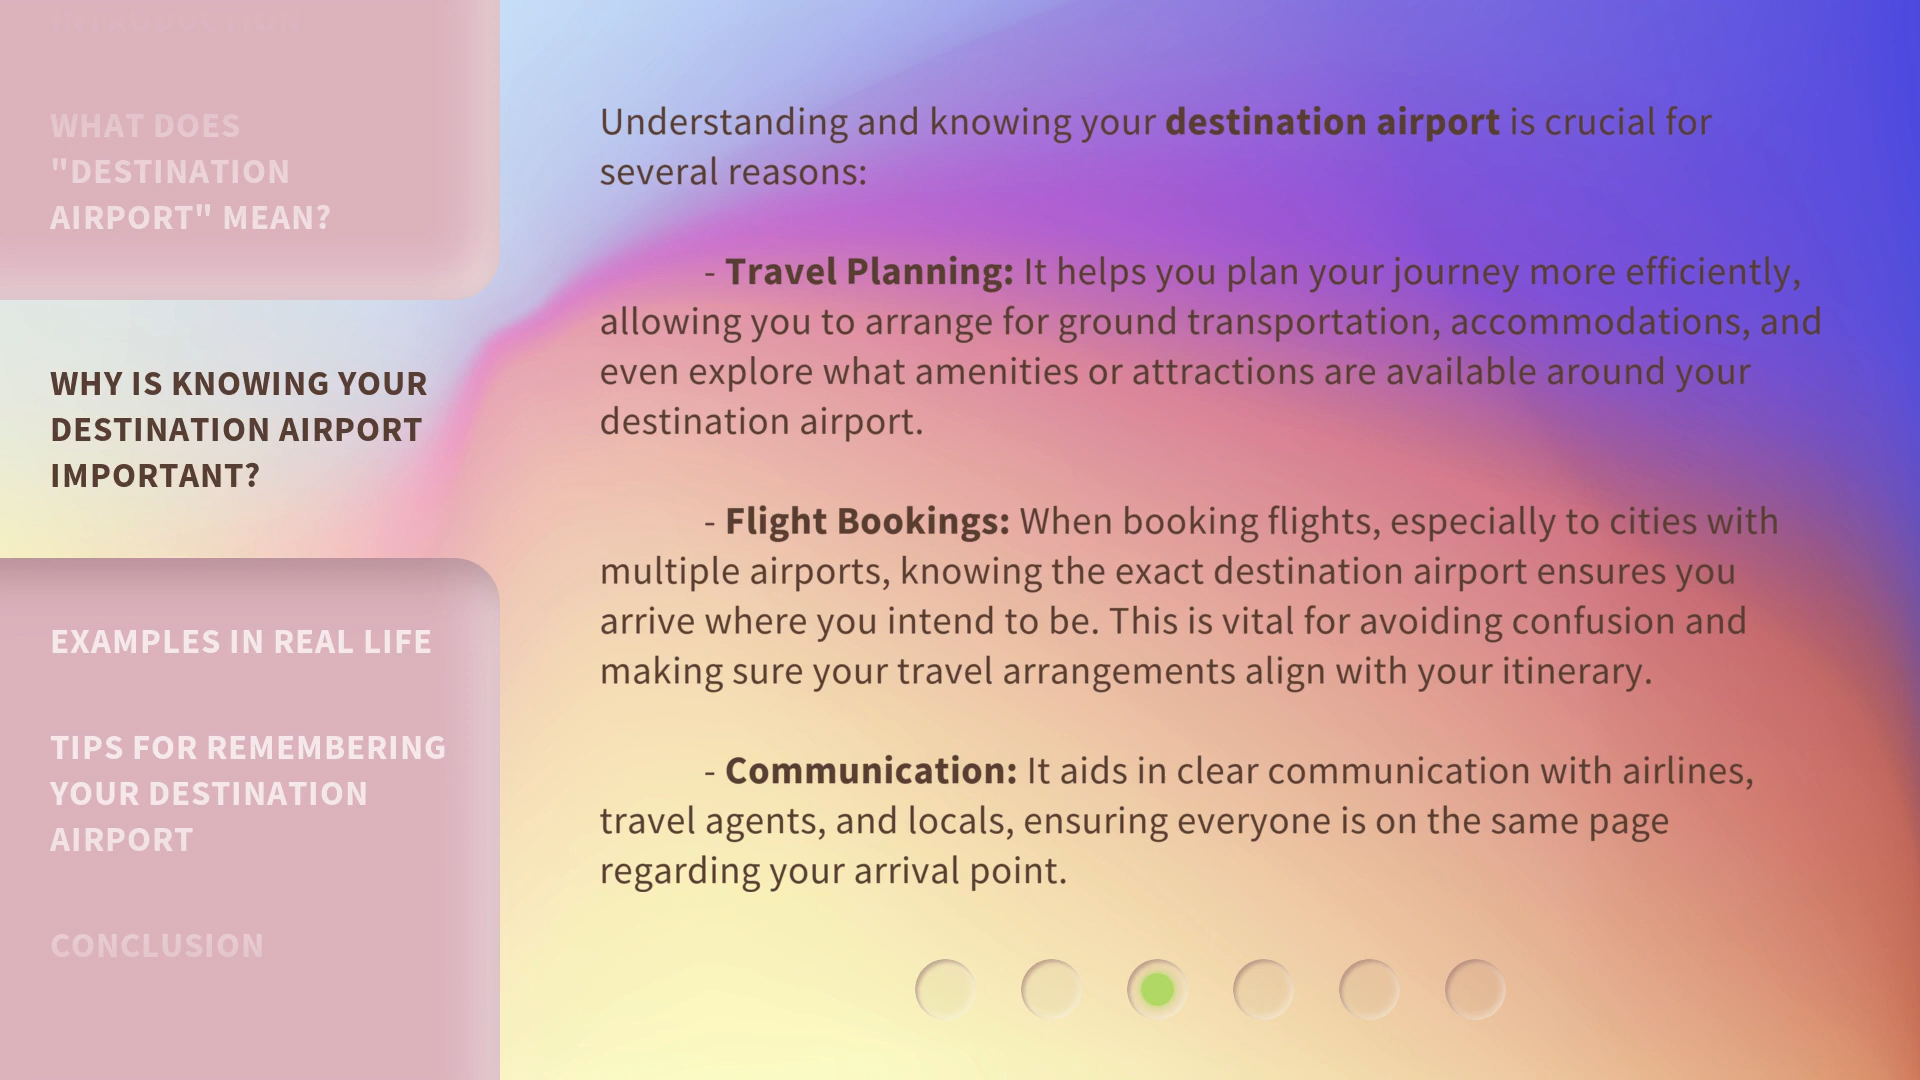 INTRODUCTION
WHAT DOES
"DESTINATION
AIRPORT" MEAN?
WHY IS KNOWING YOUR
DESTINATION AIRPORT
IMPORTANT?
EXAMPLES IN REAL LIFE
TIPS FOR REMEMBERING
YOUR DESTINATION
AIRPORT
CONCLUSION
Understanding and knowing your destination airport is crucial for
several reasons:
- Travel Planning: It helps you plan your journey more efficiently,
allowing you to arrange for ground transportation, accommodations, and
even explore what amenities or attractions are available around your
destination airport.
- Flight Bookings: When booking flights, especially to cities with
multiple airports, knowing the exact destination airport ensures you
arrive where you intend to be. This is vital for avoiding confusion and
making sure your travel arrangements align with your itinerary.
- Communication: It aids in clear communication with airlines,
travel agents, and locals, ensuring everyone is on the same page
regarding your arrival point.